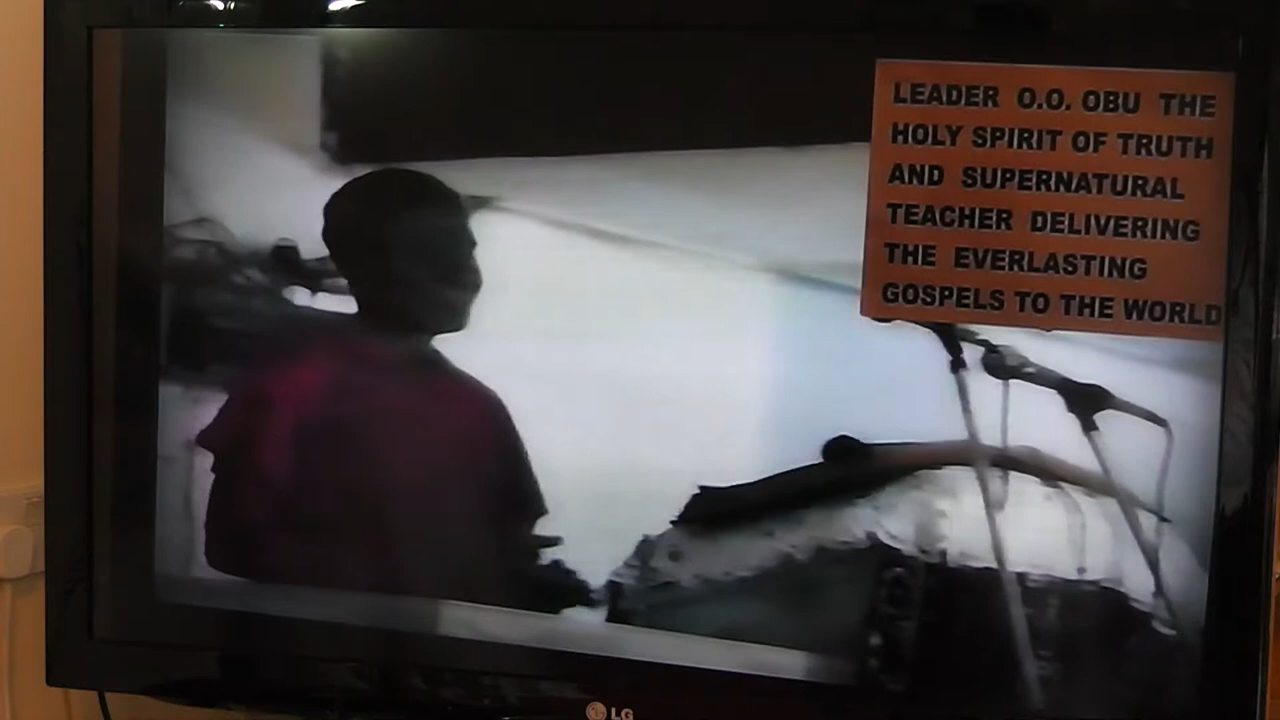 LEADER O.O. OBU THE
HOLY SPIRIT OF TRUTH
AND SUPERNATURAL
TEACHER DELIVERING
THE EVERLASTING
GOSPELS TO THE WORLD
LG